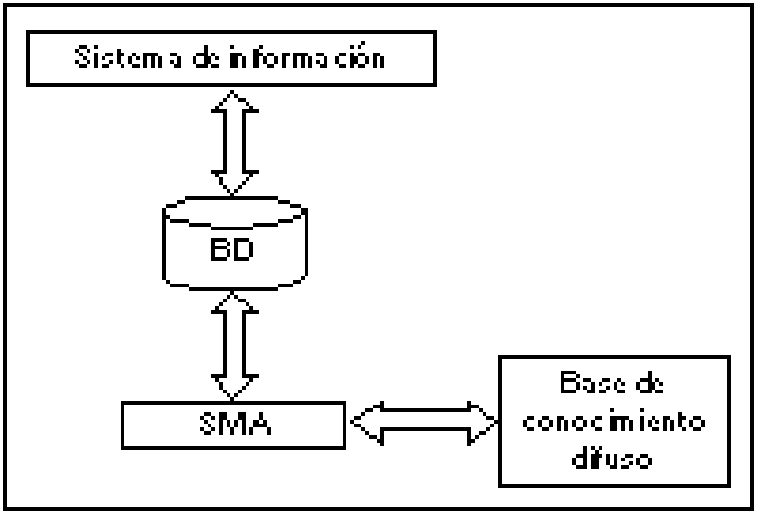 Sistema de información
BD
SMA
Base de
conocimiento
difuso